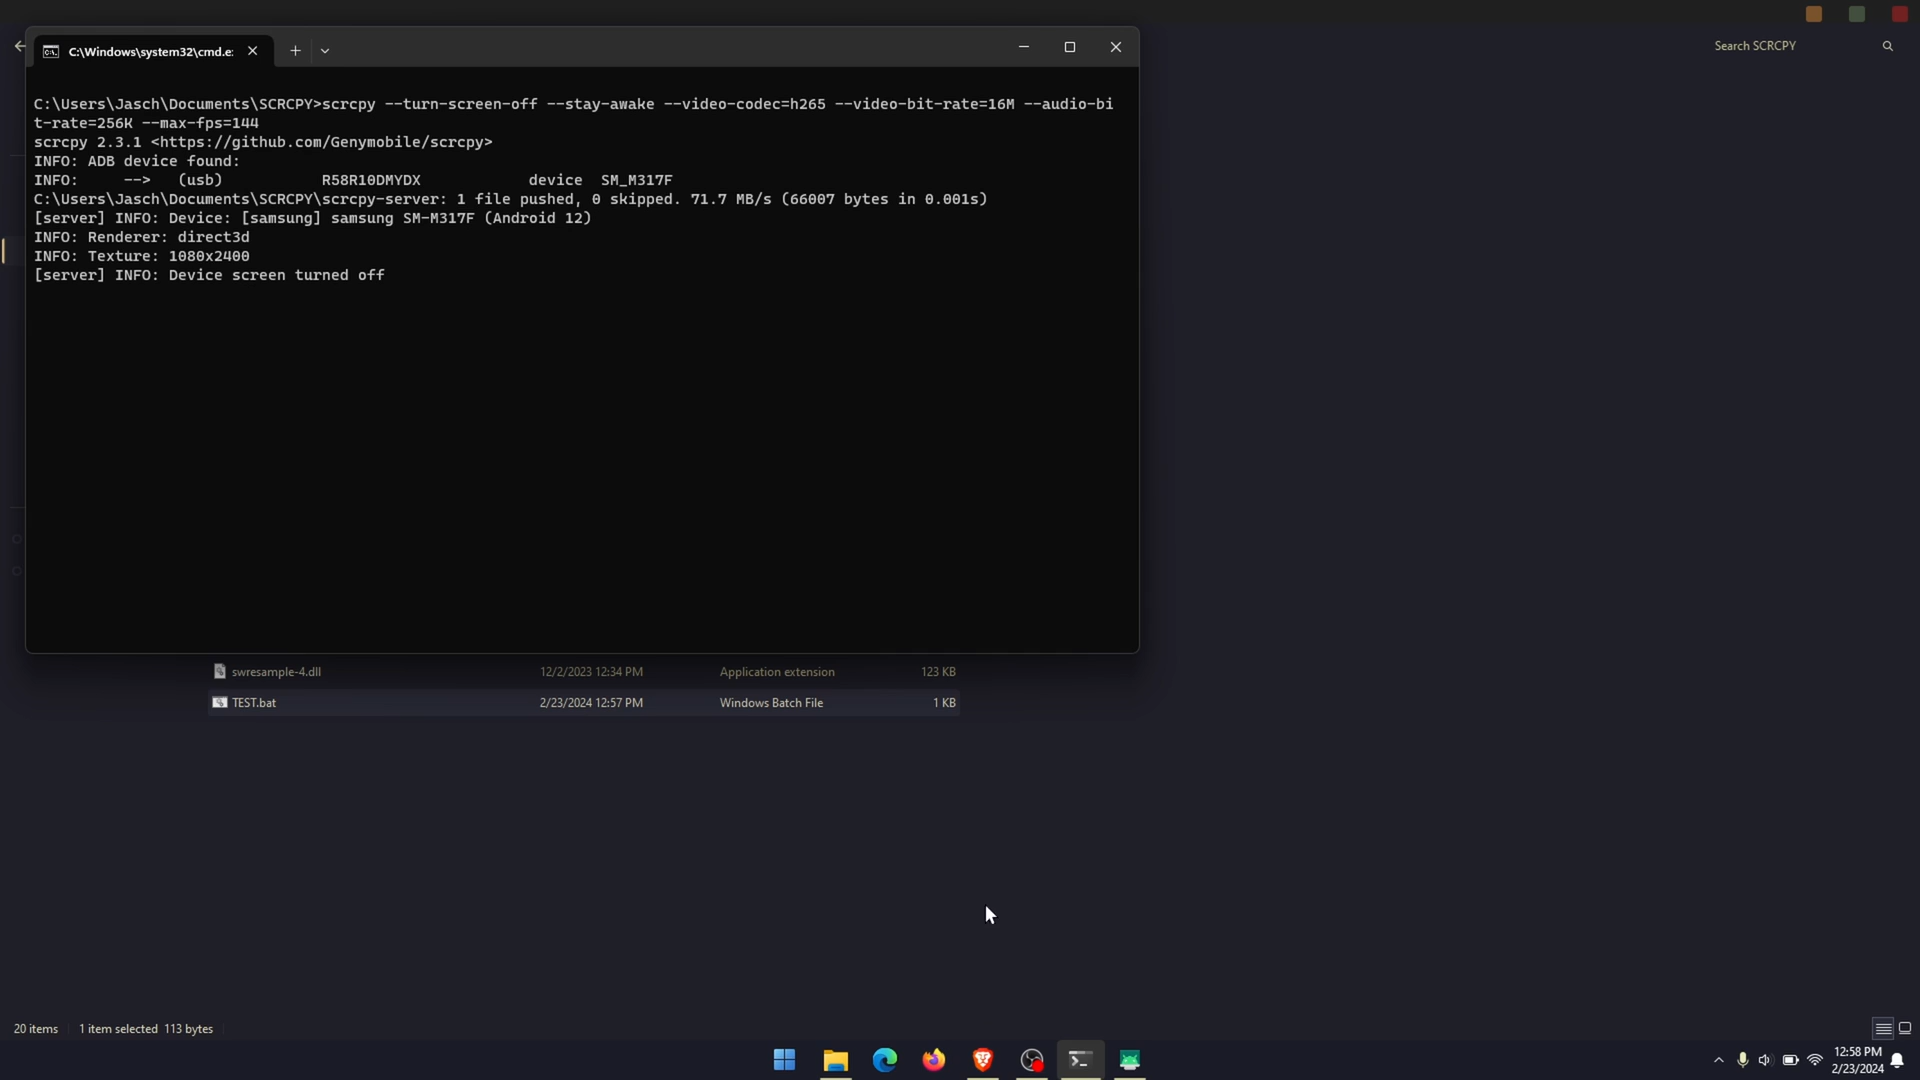 Search SCRCPY
C:\Windows\system32\cmd.e:
C:\Users\Jasch\Documents\SCRCPY>scrcpy --turn-screen-off --stay-awake --video-codec=h265 --video-bit-rate=16M --audio-bi
t-rate=256K --max-fps=144
scrcpy 2.3.1 <https://github.com/Genymobile/scrcpy>
INFO: ADB device found:
INFO:     -->   (usb)           R58R10DMYDX            device  SM_M317F
C:\Users\Jasch\Documents\SCRCPY\scrcpy-server: 1 file pushed, 0 skipped. 71.7 MB/s (66007 bytes in 0.001s)
[server] INFO: Device: [samsung] samsung SM-M317F (Android 12)
INFO: Renderer: direct3d
INFO: Texture: 1080x2400
[server] INFO: Device screen turned off
swresample-4.dll 12/2/2023 12:34 PM Application extension 123 KB
TEST.bat 2/23/2024 12:57 PM Windows Batch File 1 KB
20 items 1 item selected 113 bytes
12:58 PM
2/23/2024